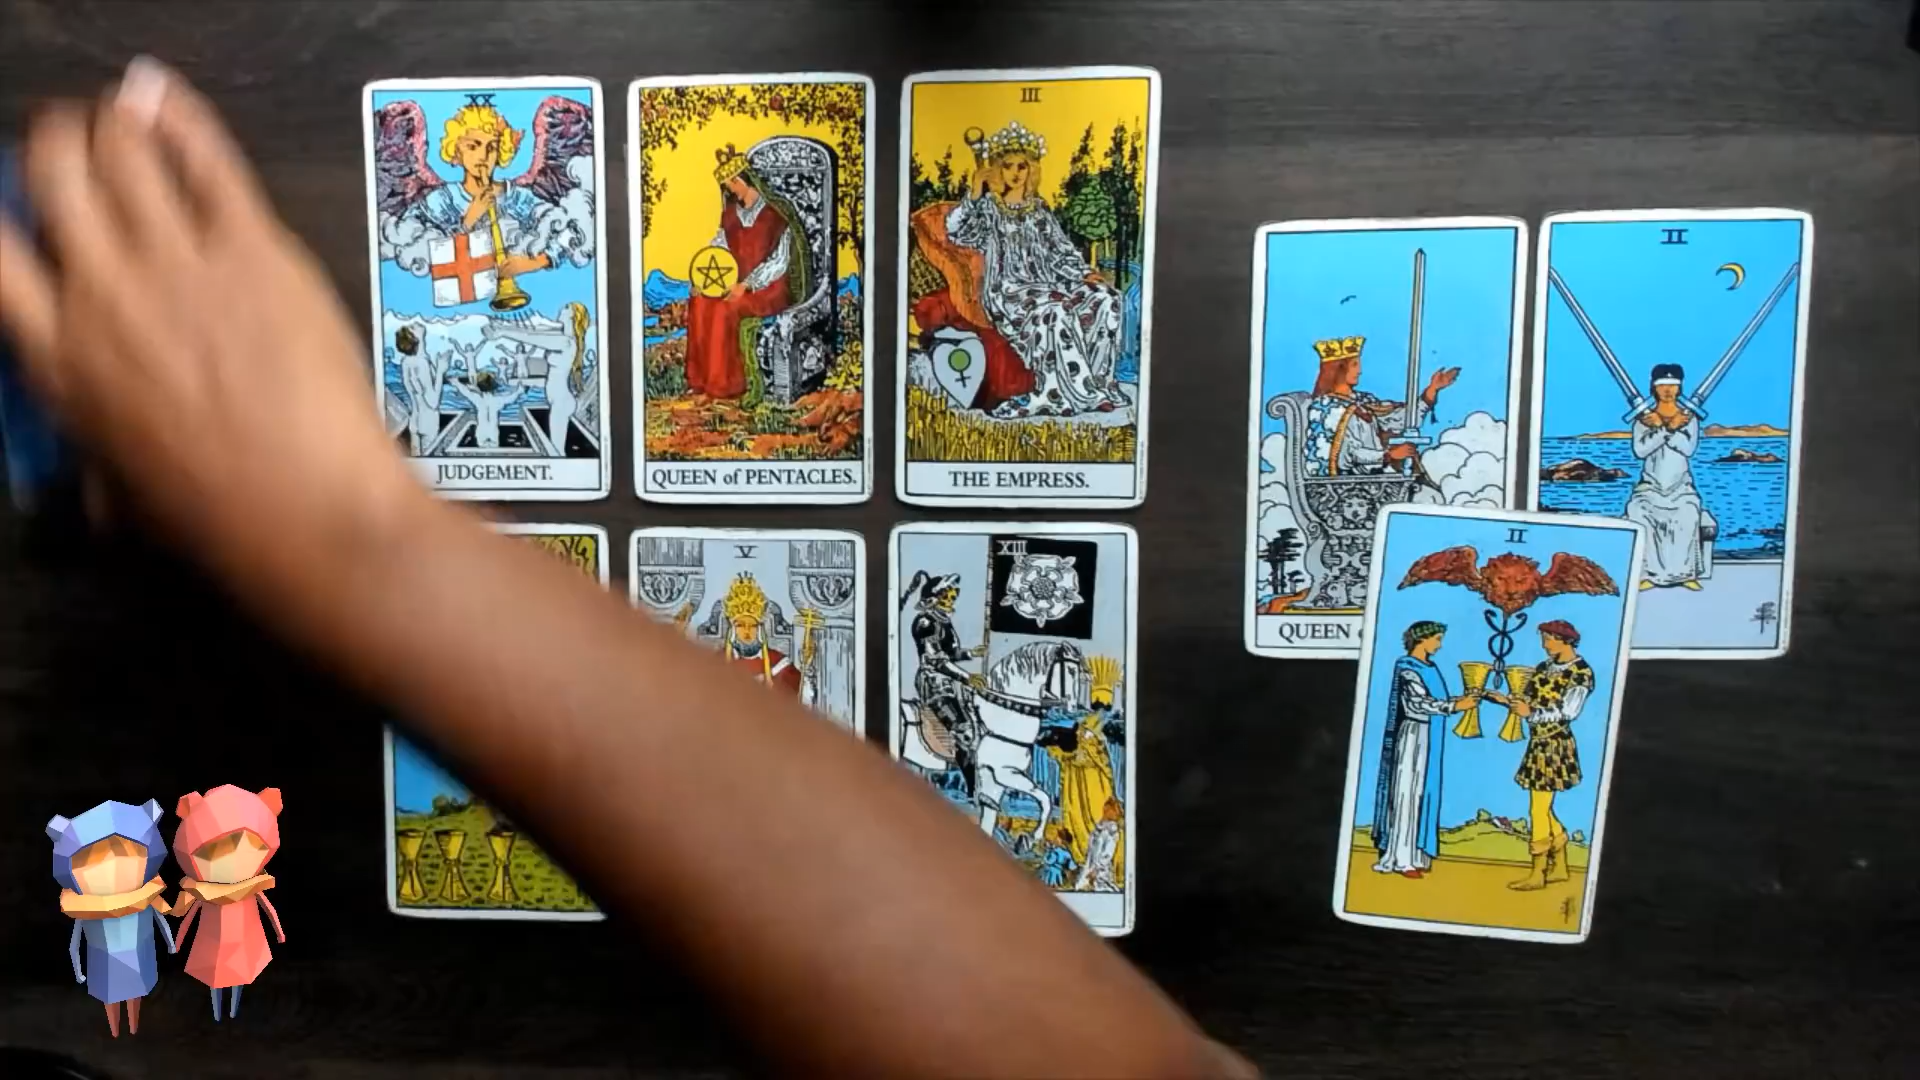 XX
JUDGEMENT.
QUEEN of PENTACLES.
III
THE EMPRESS.
V
XIII
QUEEN
II
II